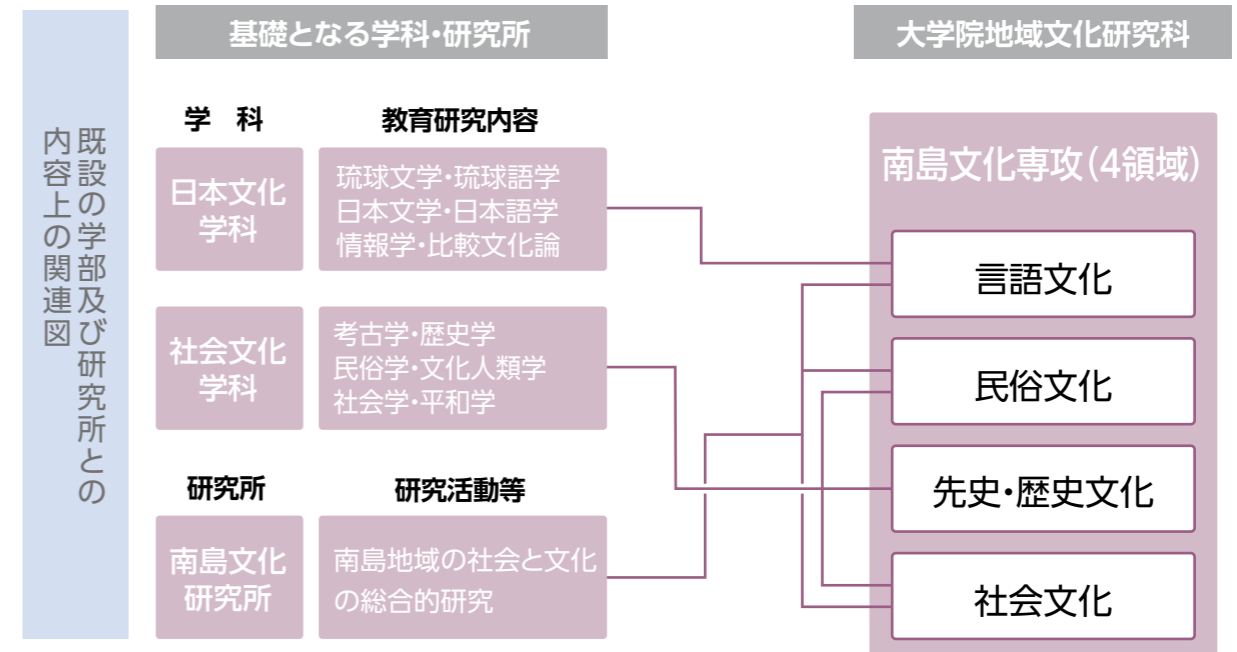 既設の学部及び研究所との
内容上の関連図
基礎となる学科・研究所
学　科
教育研究内容
日本文化
学科
琉球文学・琉球語学
日本文学・日本語学
情報学・比較文化論
社会文化
学科
考古学・歴史学
民俗学・文化人類学
社会学・平和学
研究所
研究活動等
南島文化
研究所
南島地域の社会と文化
の総合的研究
大学院地域文化研究科
南島文化専攻(4領域)
言語文化
民俗文化
先史・歴史文化
社会文化